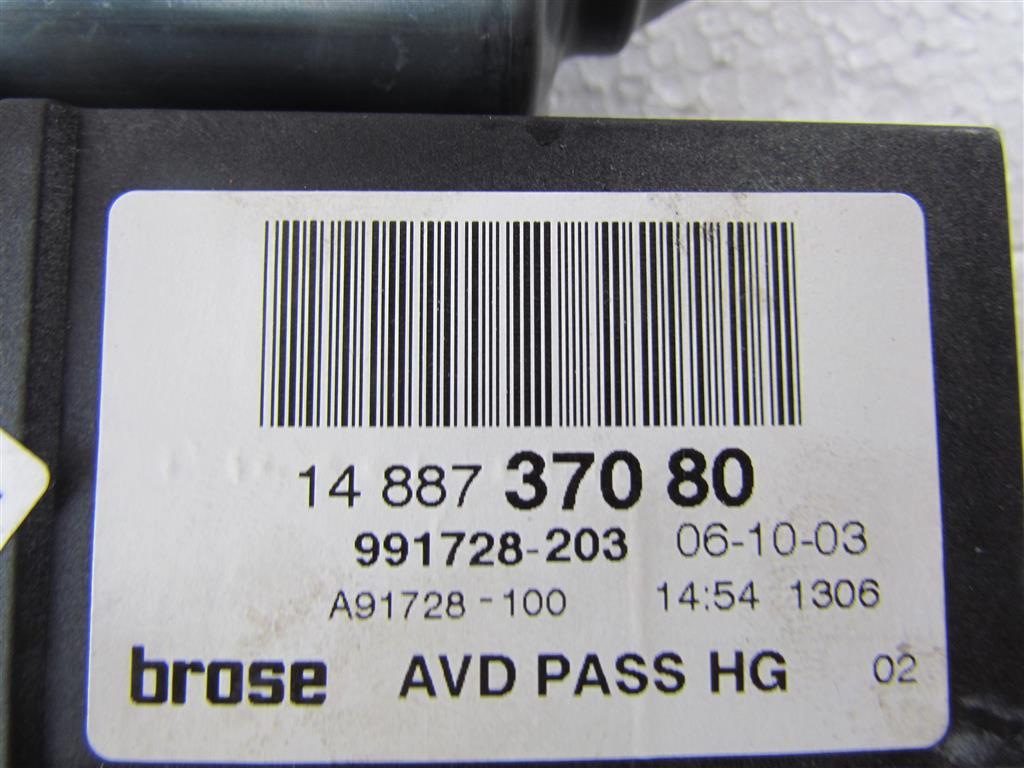 14 887 370 80
991728-203 06-10-03
A91728-100 14:54 1306
brose AVD PASS HG 02